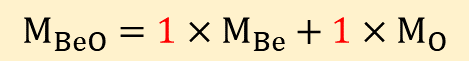 M_BeO = 1 × M_Be + 1 × M_O